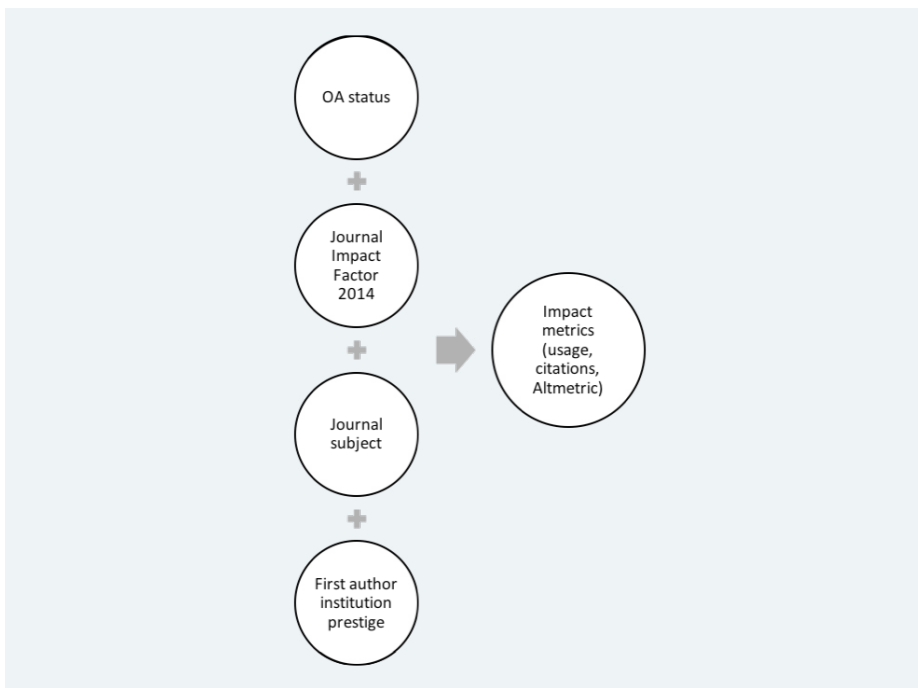 OA status
Journal
Impact
Factor
2014
Journal
subject
First author
institution
prestige
Impact
metrics
(usage,
citations,
Altmetric)